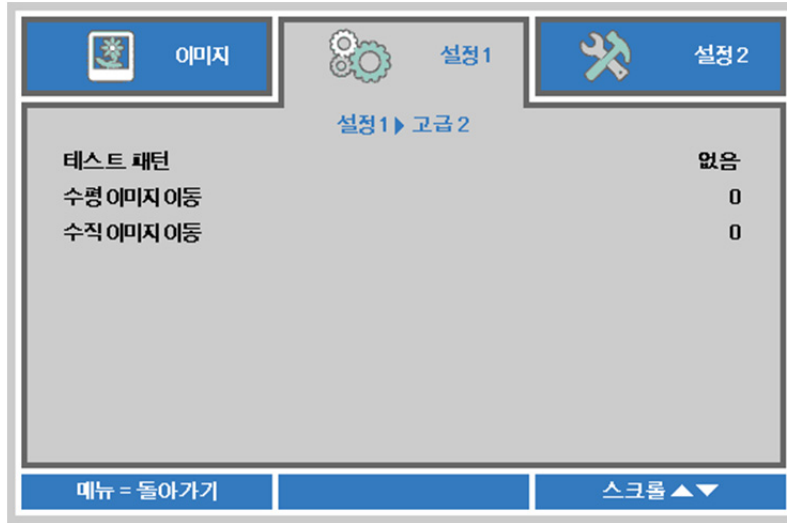 이미지 설정1 설정2
설정1▶고급2
테스트 패턴 없음
수평 이미지 이동 0
수직 이미지 이동 0
메뉴 = 돌아가기 스크롤▲▼